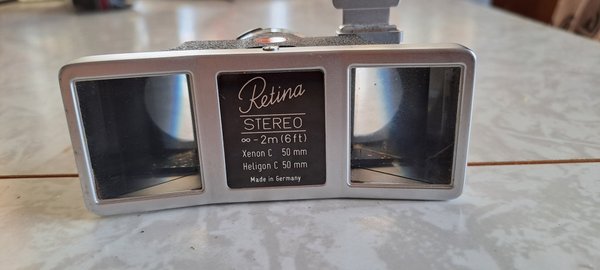 Retina
STEREO
∞ -2m (6ft)
Xenon C 50 mm
Heligon C 50 mm
Made in Germany